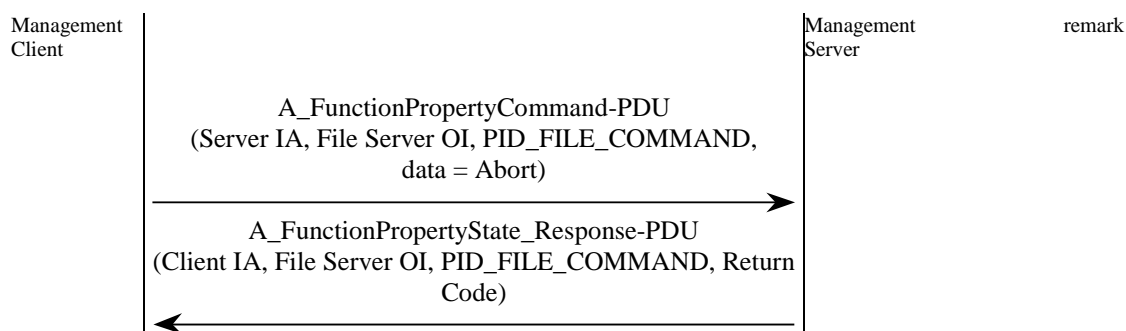 Management
Client
Management
Server
remark
A_FunctionPropertyCommand-PDU
(Server IA, File Server OI, PID_FILE_COMMAND,
data = Abort)
A_FunctionPropertyState_Response-PDU
(Client IA, File Server OI, PID_FILE_COMMAND, Return
Code)